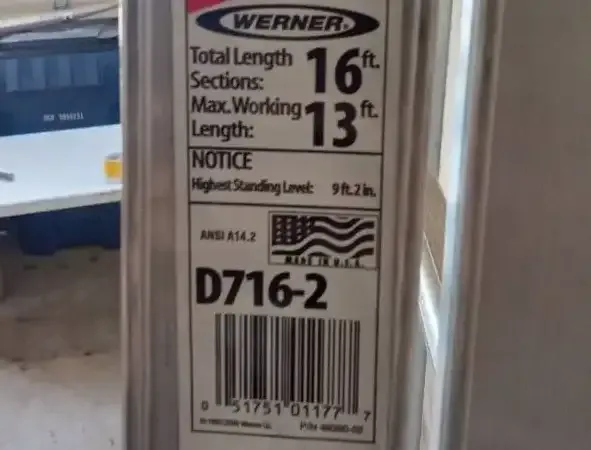 WERNER
Total Length Sections: 16 ft.
Max. Working Length: 13 ft.
NOTICE
Highest Standing Level: 9 ft. 2 in.
ANSI A14.2
MADE IN U.S.A.
D716-2
0 51751 01177 7